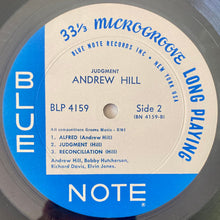 33⅓ MICROGROOVE LONG PLAYING
BLUE NOTE RECORDS INC • NEW YORK USA
JUDGMENT
ANDREW HILL
BLP 4159
Side 2
(BN 4159-B)
All compositions Groove Music - BMI
1. ALFRED (Andrew Hill)
2. JUDGMENT (Hill)
3. RECONCILIATION (Hill)
Andrew Hill, Bobby Hutcherson,
Richard Davis, Elvin Jones.
BLUE
NOTE